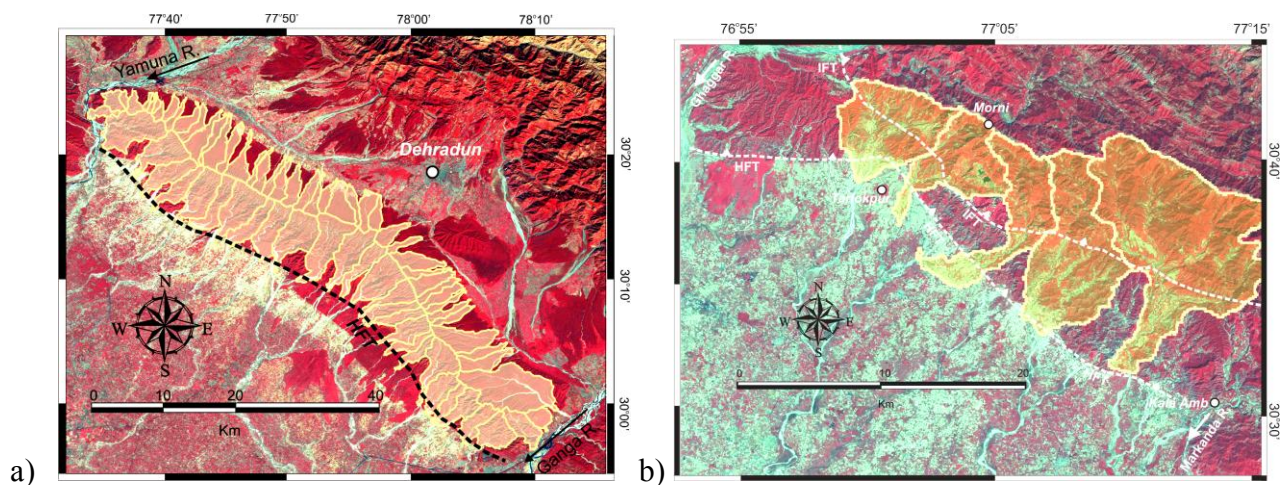 a)
77°40'
77°50'
78°00'
78°10'
Yamuna R.
Dehradun
30°20'
30°10'
30°00'
HFT
Ganga R.
N
W
E
S
0
10
20
40
Km
b)
76°55'
77°05'
77°15'
IFT
Ghaggar R.
Morni
30°40'
HFT
IFT
N
W
E
S
0
10
20
Km
30°30'
Kala Amb
Markanda R.